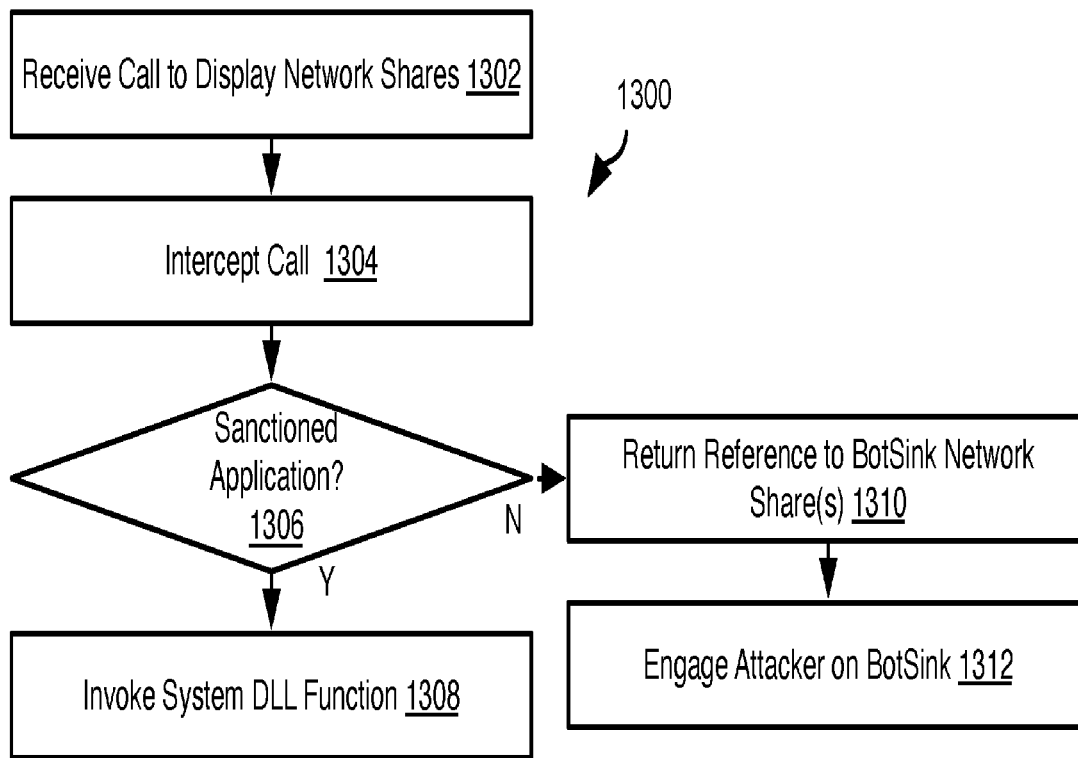 Receive Call to Display Network Shares 1302
1300
Intercept Call 1304
Sanctioned
Application?
1306
N
Y
Return Reference to BotSink Network
Share(s) 1310
Invoke System DLL Function 1308
Engage Attacker on BotSink 1312